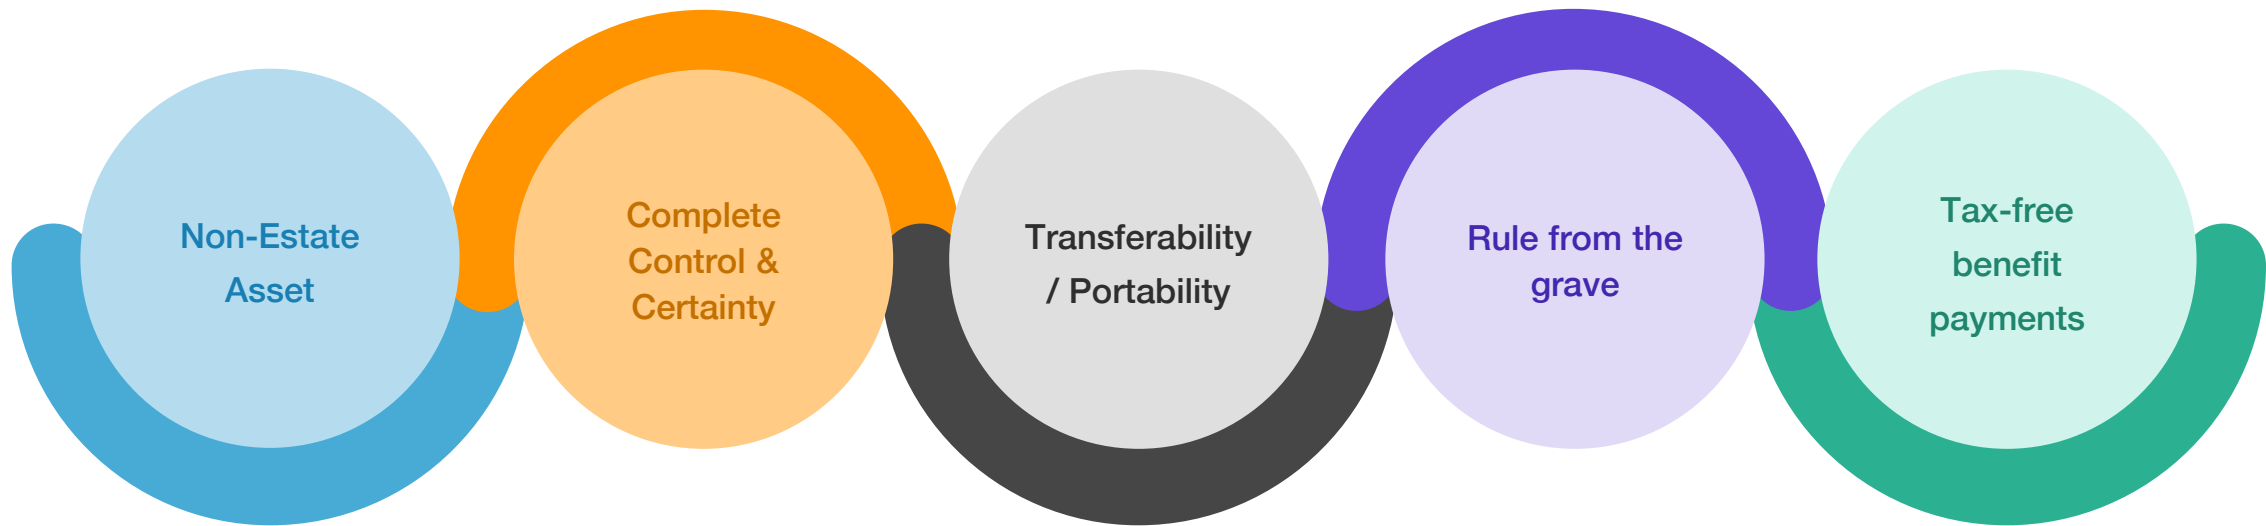 Non-Estate
Asset
Complete
Control &
Certainty
Transferability
/ Portability
Rule from the
grave
Tax-free
benefit
payments